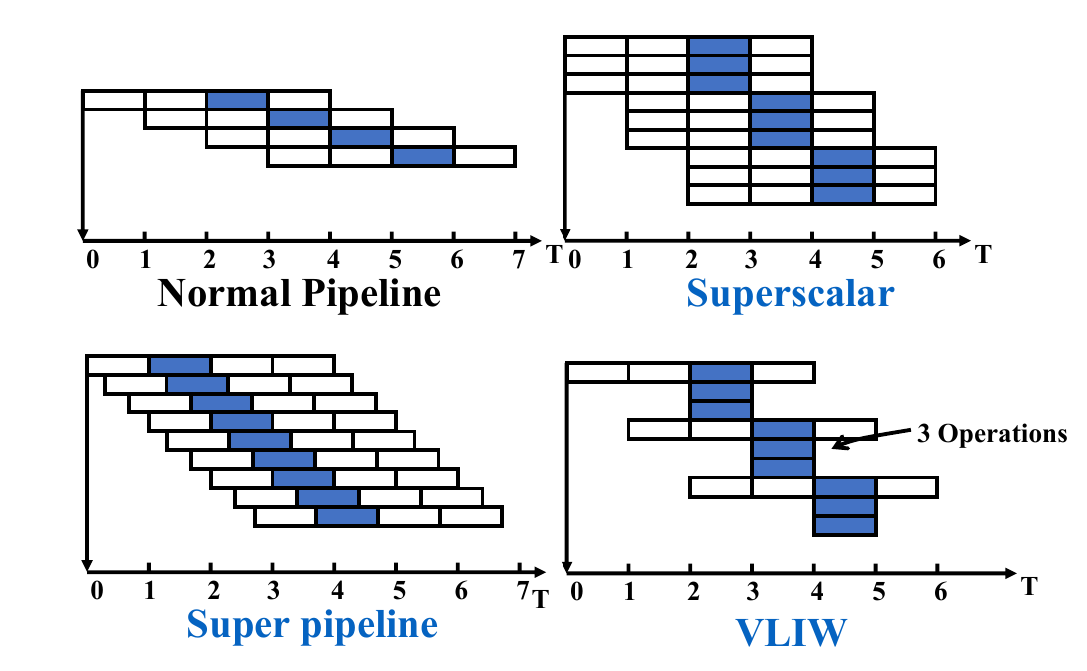 0 1 2 3 4 5 6 7 T
Normal Pipeline
0 1 2 3 4 5 6 T
Superscalar
0 1 2 3 4 5 6 7 T
Super pipeline
3 Operations
0 1 2 3 4 5 6 T
VLIW